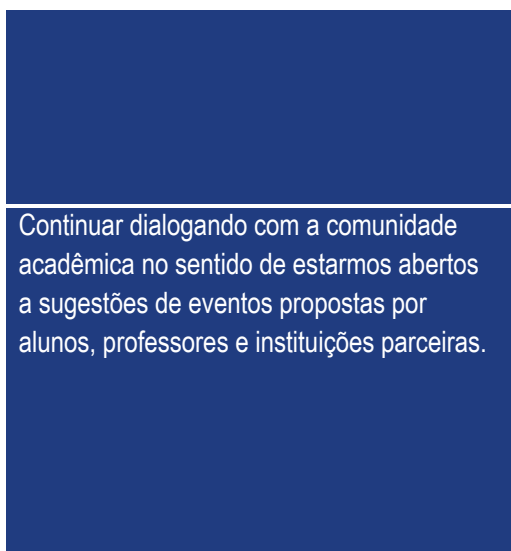 Continuar dialogando com a comunidade
acadêmica no sentido de estarmos abertos
a sugestões de eventos propostas por
alunos, professores e instituições parceiras.